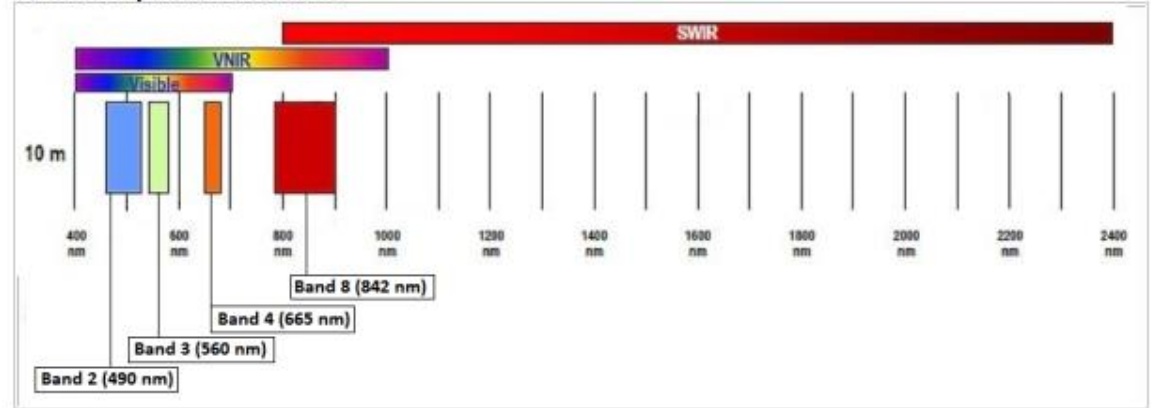 SWIR
VNIR
Visible
10 m
400 nm
600 nm
800 nm
1000 nm
1200 nm
1400 nm
1600 nm
1800 nm
2000 nm
2200 nm
2400 nm
Band 8 (842 nm)
Band 4 (665 nm)
Band 3 (560 nm)
Band 2 (490 nm)